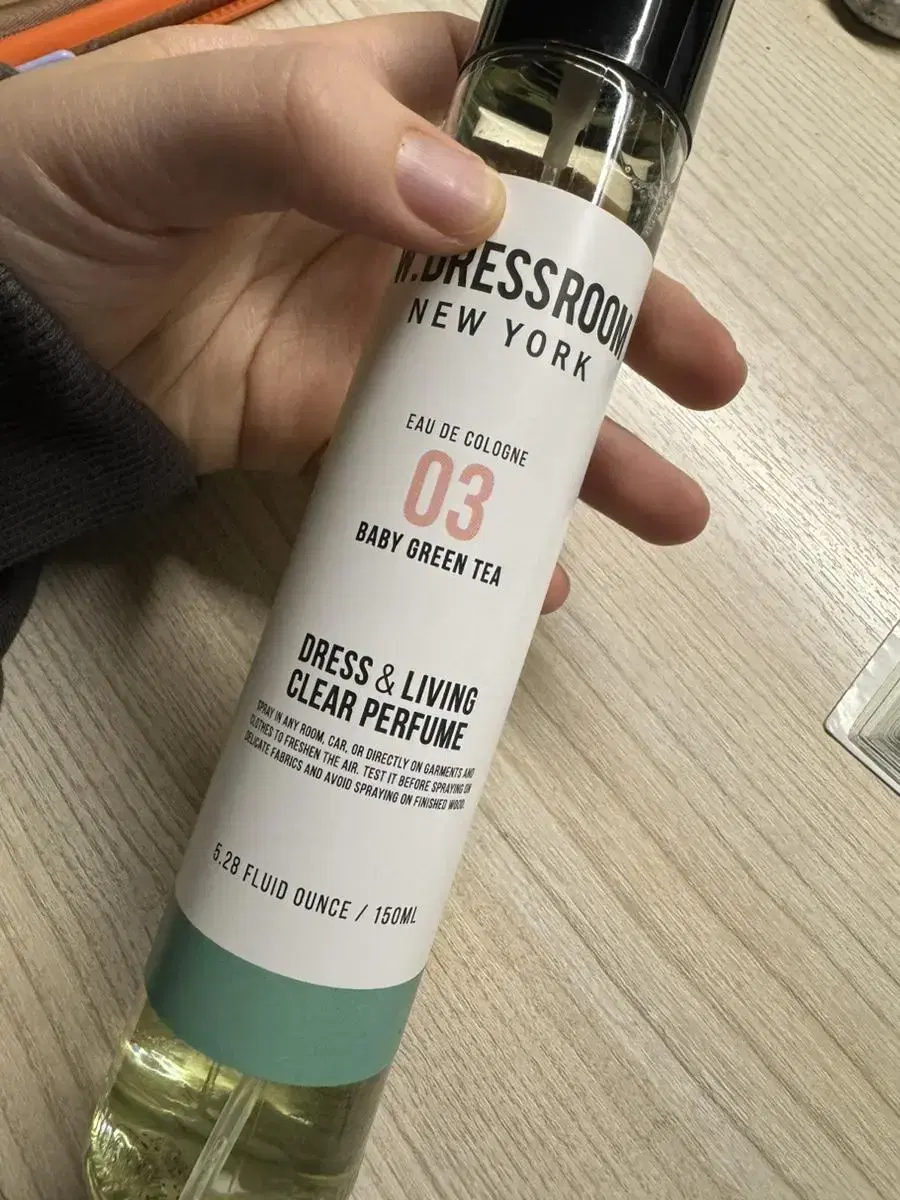 W.DRESSROOM
NEW YORK
EAU DE COLOGNE
03
BABY GREEN TEA
DRESS & LIVING
CLEAR PERFUME
SPRAY IN ANY ROOM, CAR, OR DIRECTLY ON GARMENTS AND
CLOTHES TO FRESHEN THE AIR. TEST IT BEFORE SPRAYING ON
DELICATE FABRICS AND AVOID SPRAYING ON FINISHED WOOD.
5.28 FLUID OUNCE / 150ML